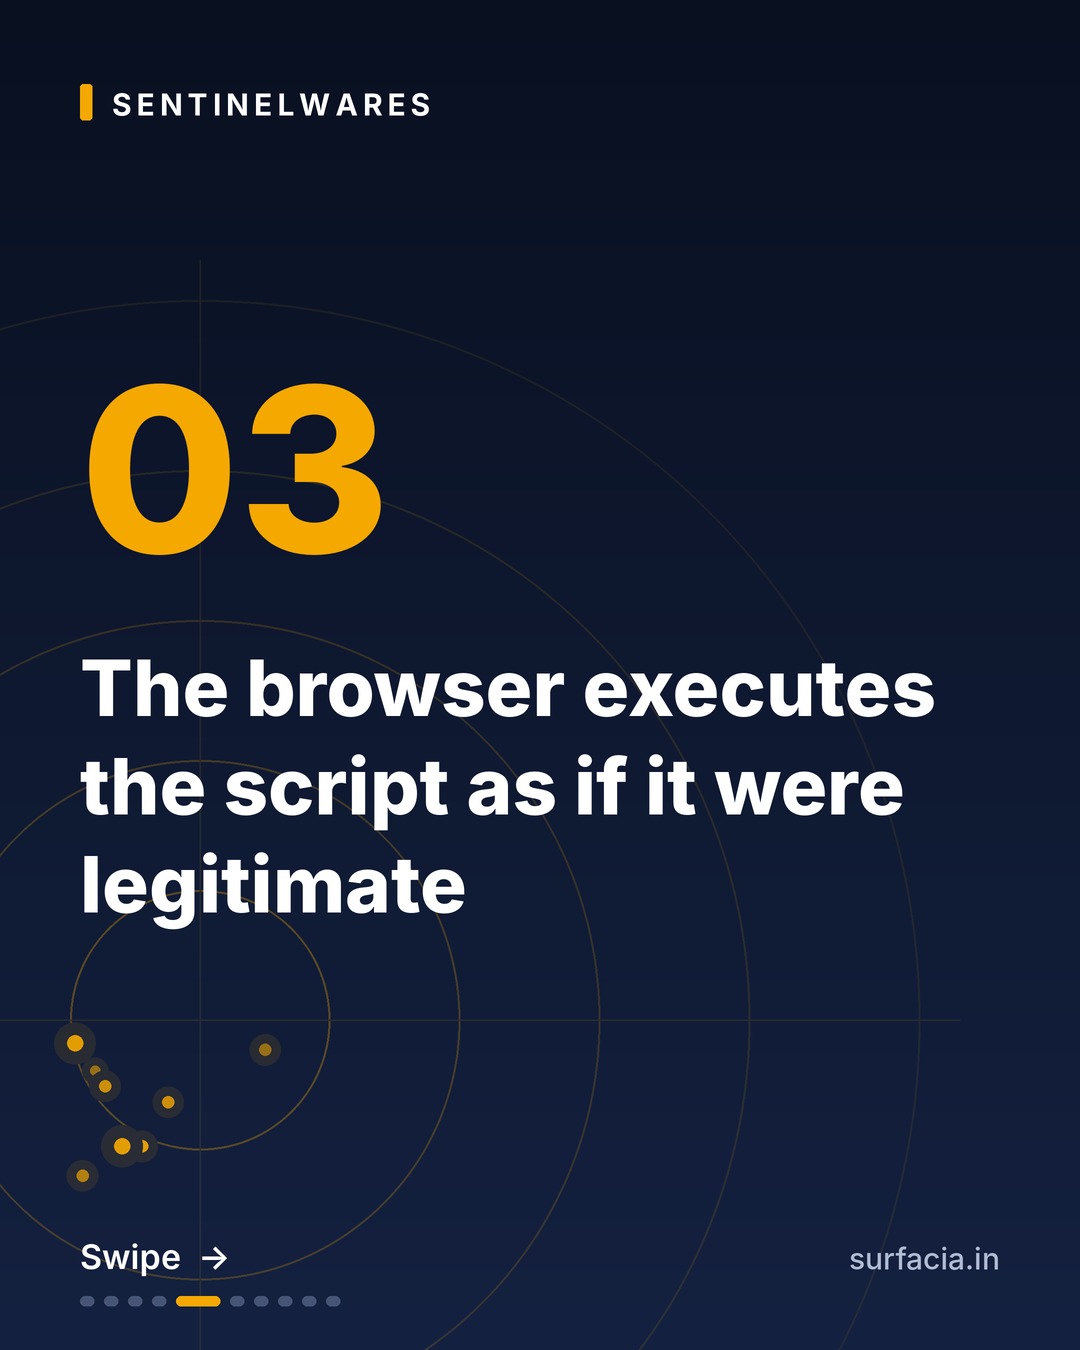 SENTINELWARES
03
The browser executes
the script as if it were
legitimate
Swipe →
surfacia.in